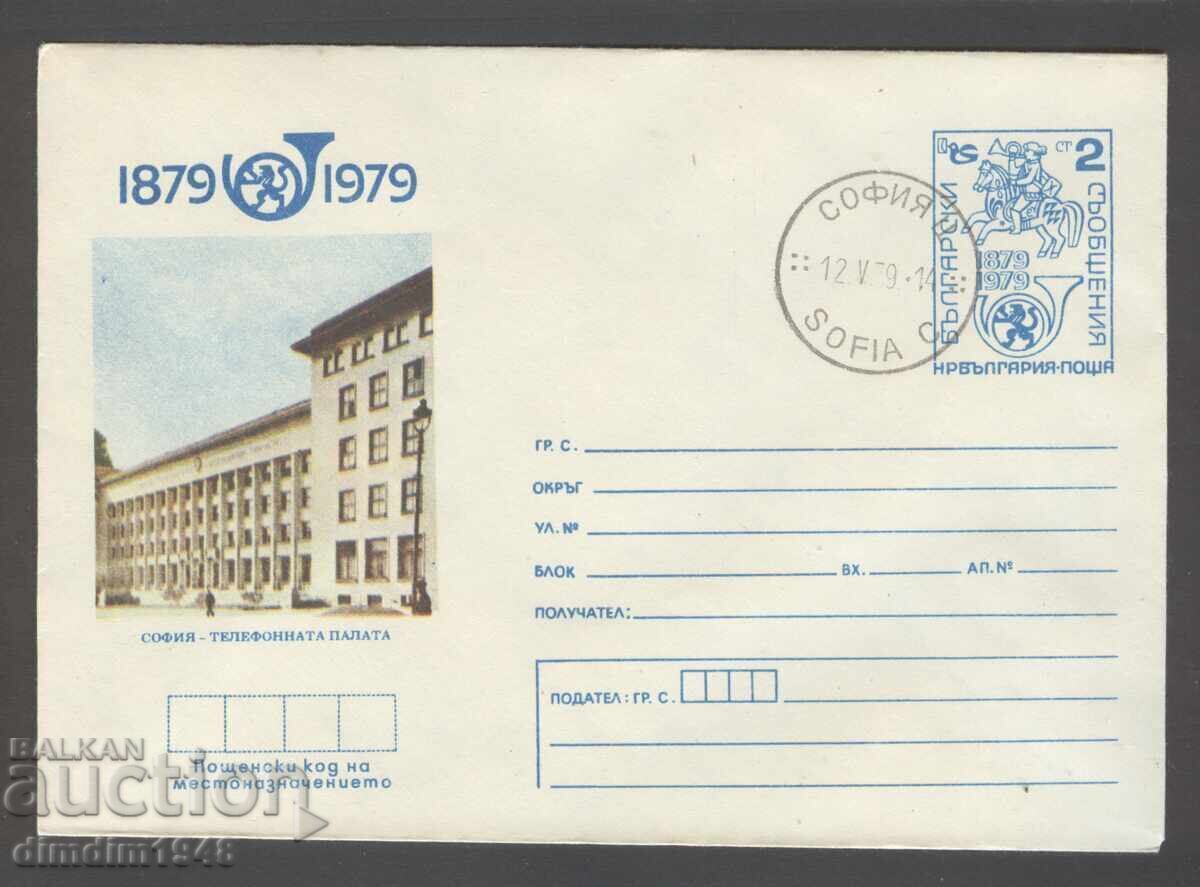 1879 1979
СОФИЯ - ТЕЛЕФОННАТА ПАЛАТА
Пощенски код на
местоназначението
СОФИЯ Ц
12.V.79.-14
SOFIA C
СТ 2
БЪЛГАРСКИ
СЪОБЩЕНИЯ
1879
1979
НРБЪЛГАРИЯ·ПОЩА
ГР. С.
ОКРЪГ
УЛ. №
БЛОК ВХ. АП. №
ПОЛУЧАТЕЛ:
ПОДАТЕЛ: ГР. С.
BALKAN
auction
dimdim1948